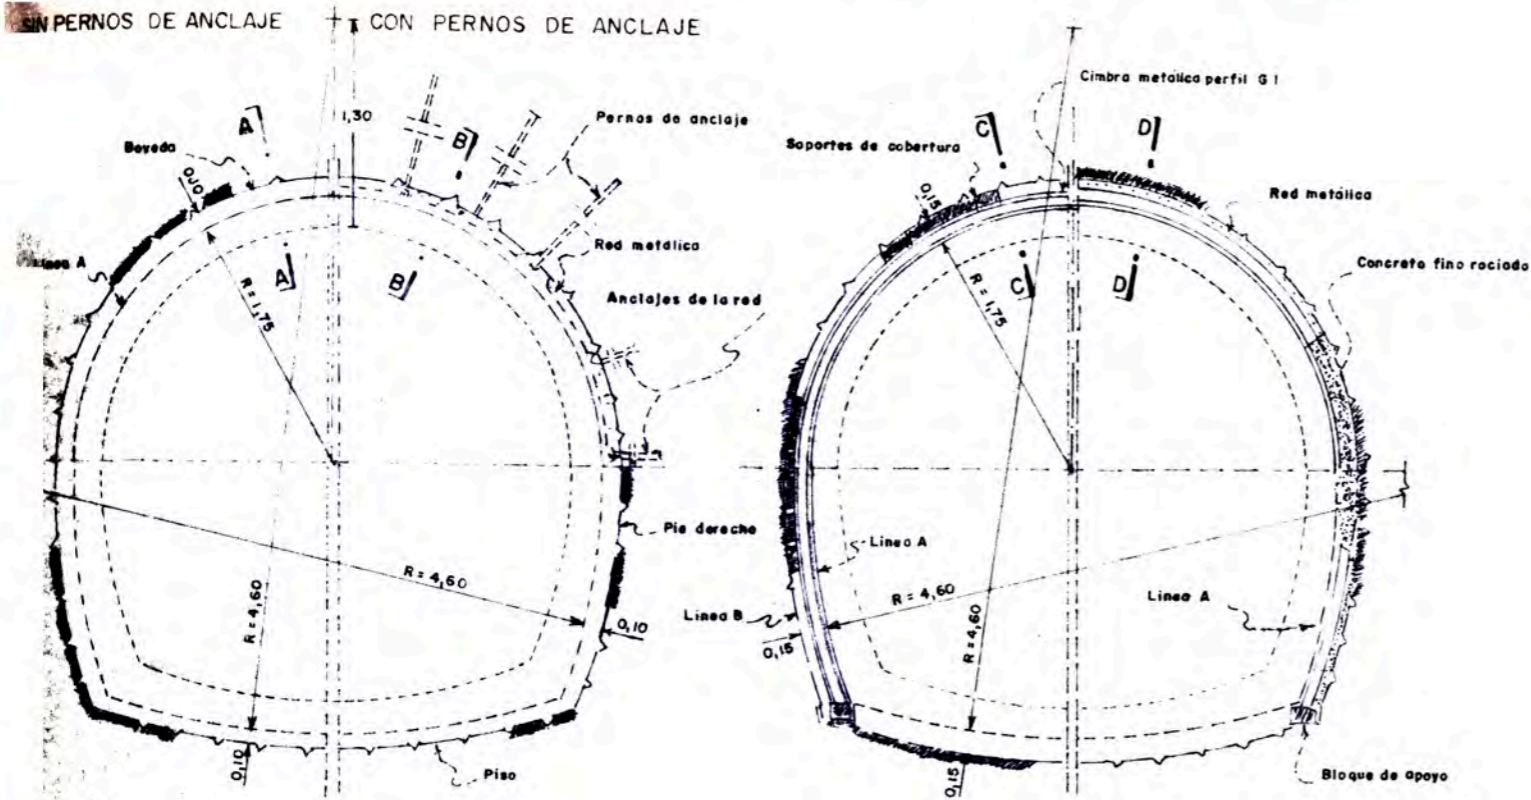 SIN PERNOS DE ANCLAJE
CON PERNOS DE ANCLAJE
1,30
A
B
Pernos de anclaje
Boveda
0,10
Linea A
A
B
R=1,75
Red metálica
Anclajes de la red
Pie derecho
R=4,60
R=4,60
0,10
0,10
Piso
Cimbra metálica perfil G I
C
D
Soportes de cobertura
0,15
Red metálica
Concreto fino rociado
C
D
R=1,75
Linea A
R=4,60
Linea B
Linea A
R=4,60
0,15
0,15
Bloque de apoyo